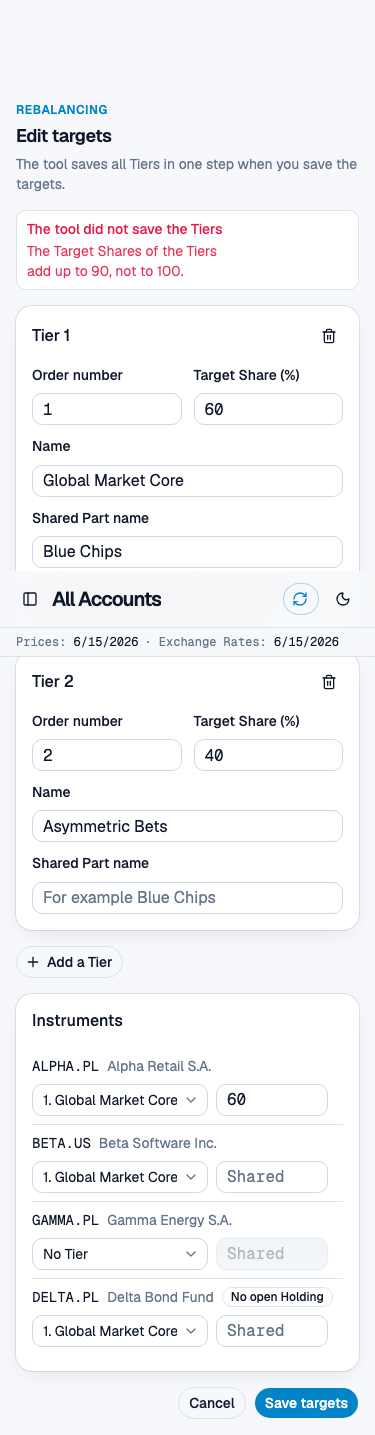 REBALANCING
Edit targets
The tool saves all Tiers in one step when you save the
targets.
The tool did not save the Tiers
The Target Shares of the Tiers
add up to 90, not to 100.
Tier 1
Order number Target Share (%)
1 60
Name
Global Market Core
Shared Part name
Blue Chips
All Accounts
Prices: 6/15/2026 · Exchange Rates: 6/15/2026
Tier 2
Order number Target Share (%)
2 40
Name
Asymmetric Bets
Shared Part name
For example Blue Chips
Add a Tier
Instruments
ALPHA.PL Alpha Retail S.A.
1. Global Market Core 60
BETA.US Beta Software Inc.
1. Global Market Core Shared
GAMMA.PL Gamma Energy S.A.
No Tier Shared
DELTA.PL Delta Bond Fund No open Holding
1. Global Market Core Shared
Cancel Save targets